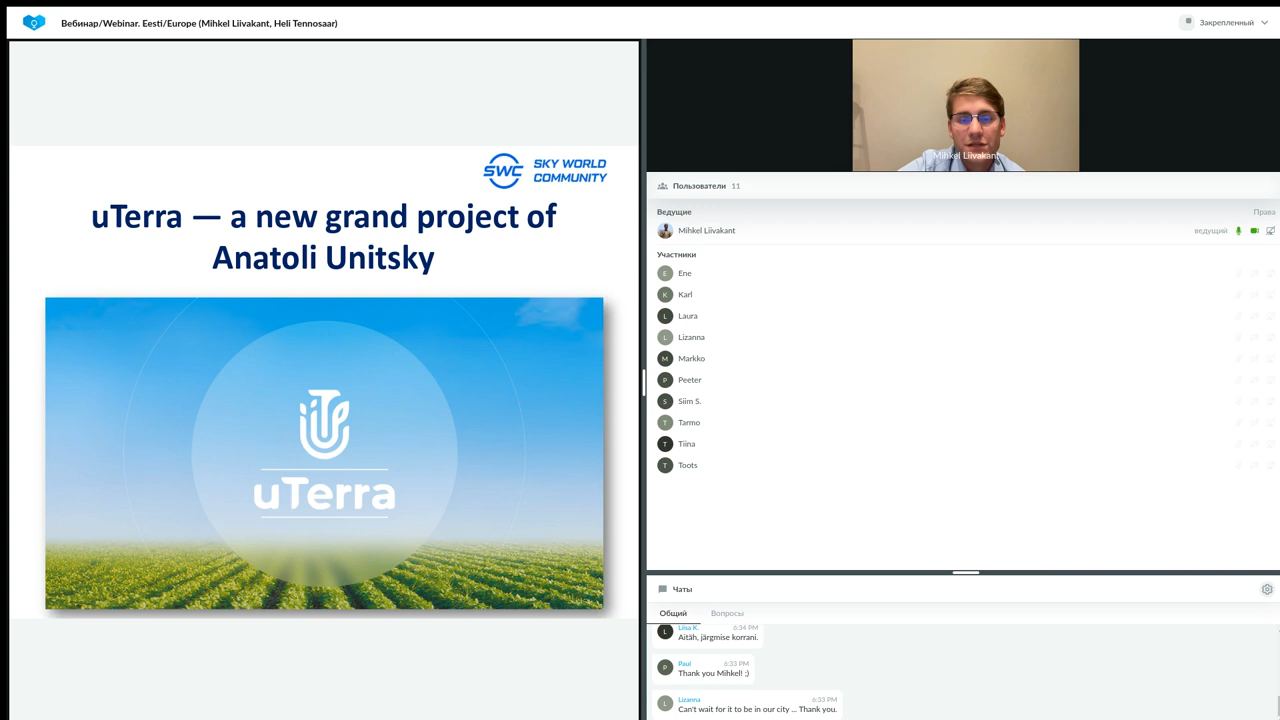 Вебинар/Webinar. Eesti/Europe (Mihkel Liivakant, Heli Tennosaar)
Закрепленный
SWC SKY WORLD
COMMUNITY
uTerra — a new grand project of
Anatoli Unitsky
uTerra
Mihkel Liivakant
Пользователи 11
Ведущие Права
Mihkel Liivakant ведущий
Участники
E Ene
K Karl
L Laura
L Lizanna
M Markko
P Peeter
S Siim S.
T Tarmo
T Tiina
T Toots
Чаты
Общий Вопросы
L Liisa K. 6:34 PM
Aitäh, järgmise korrani.
P Paul 6:33 PM
Thank you Mihkel! ;)
L Lizanna 6:33 PM
Can't wait for it to be in our city ... Thank you.